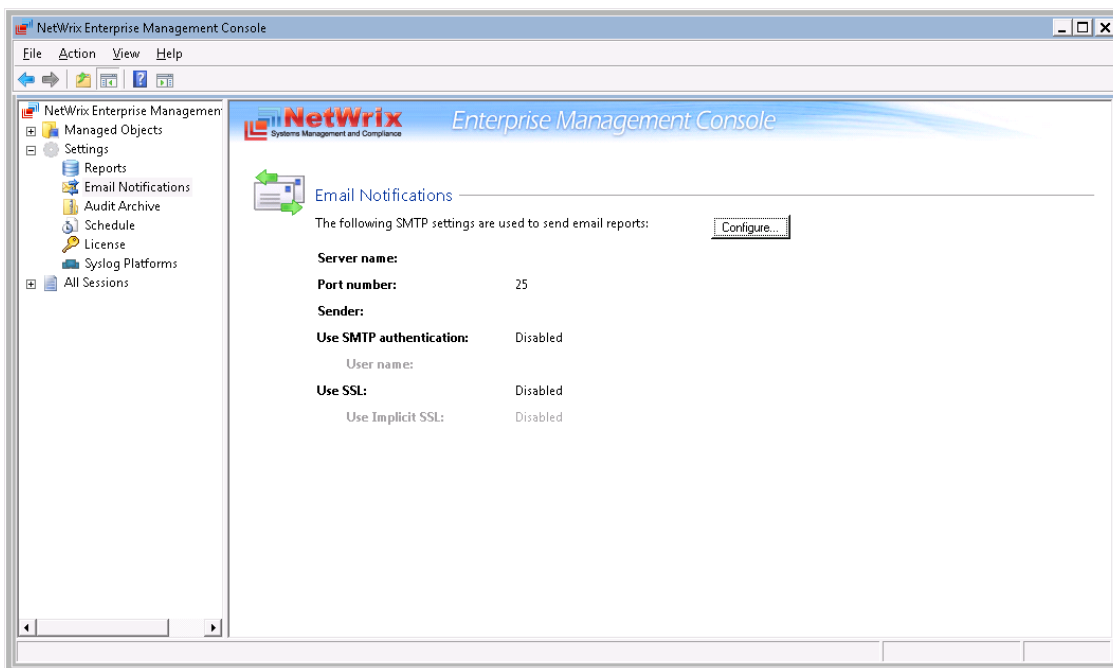 NetWrix Enterprise Management Console
File Action View Help
NetWrix Enterprise Managemen
Managed Objects
Settings
Reports
Email Notifications
Audit Archive
Schedule
License
Syslog Platforms
All Sessions
NetWrix
Systems Management and Compliance
Enterprise Management Console
Email Notifications
The following SMTP settings are used to send email reports:
Configure...
Server name:
Port number: 25
Sender:
Use SMTP authentication: Disabled
User name:
Use SSL: Disabled
Use Implicit SSL: Disabled